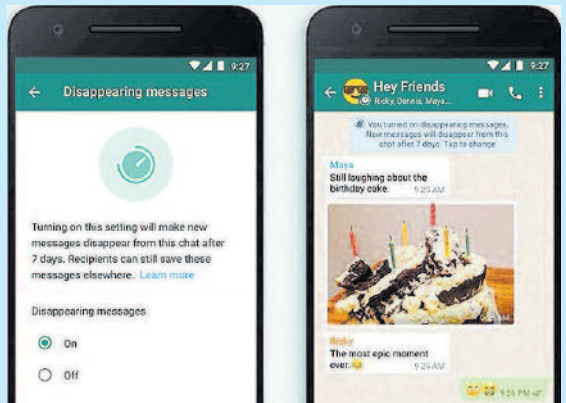 9:27
Disappearing messages
Turning on this setting will make new
messages disappear from this chat after
7 days. Recipients can still save these
messages elsewhere. Learn more
Disappearing messages
On
Off
9:27
Hey Friends
Ricky, Dennis, Maya...
You turned on disappearing messages.
New messages will disappear from this
chat after 7 days. Tap to change
Maya
Still laughing about the
birthday cake. 9:25 AM
AM
Ricky
The most epic moment
ever.😂 9:25 AM
9:26 PM